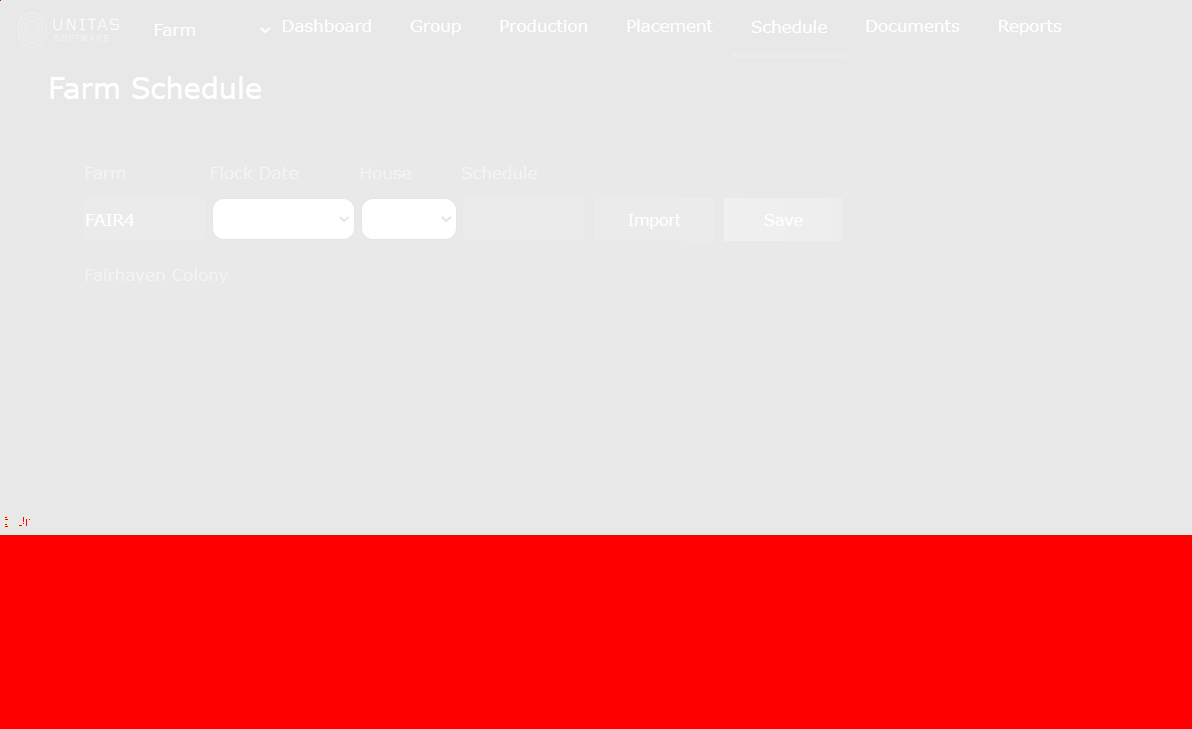 UNITAS
SOFTWARE
Farm Dashboard Group Production Placement Schedule Documents Reports
Farm Schedule
Farm Flock Date House Schedule
FAIR4 Import Save
Fairhaven Colony